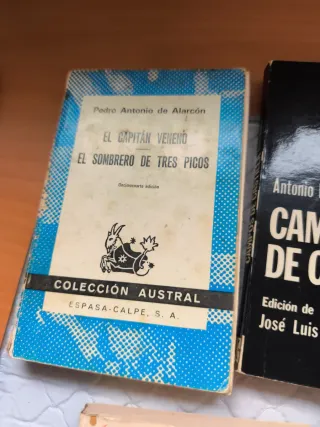 Pedro Antonio de Alarcón
EL CAPITÁN VENENO
EL SOMBRERO DE TRES PICOS
COLECCIÓN AUSTRAL
ESPASA-CALPE, S. A.
Antonio
CAM
DE C
Edición de
José Luis